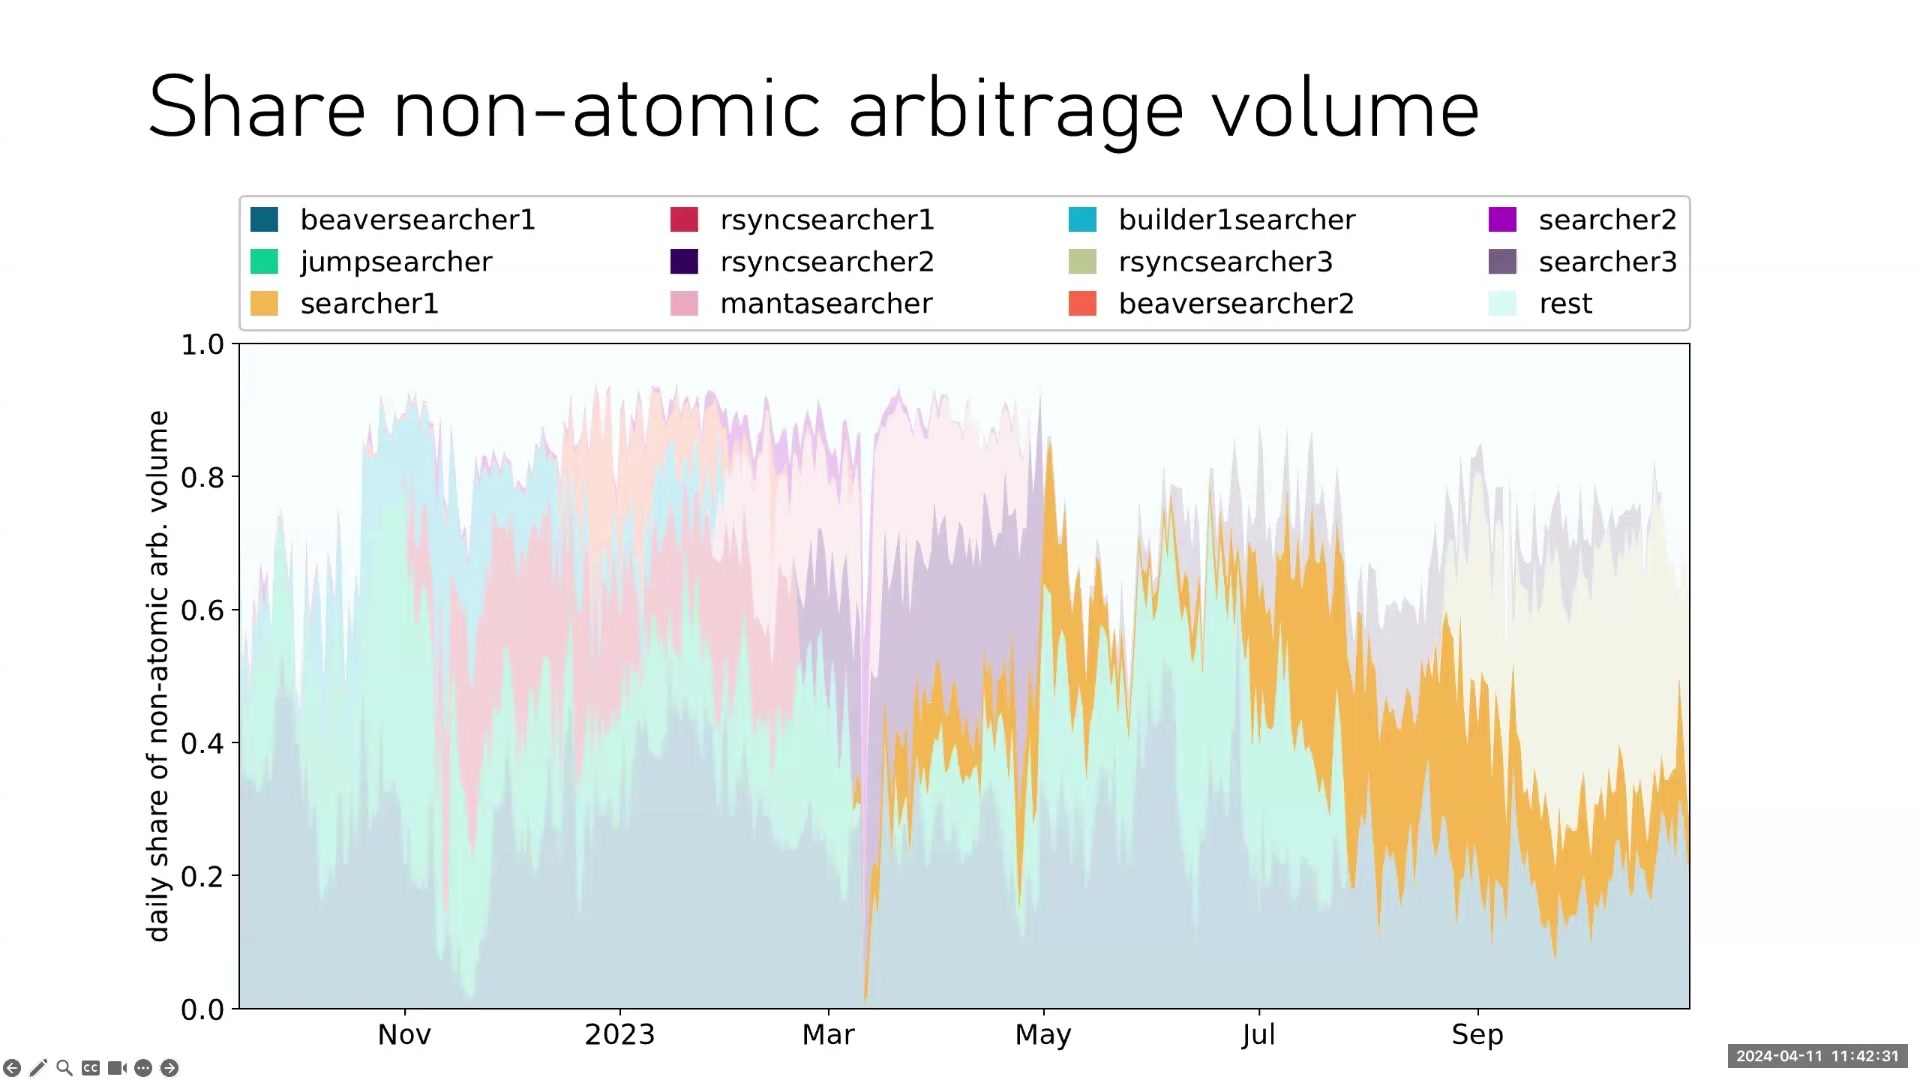 Share non-atomic arbitrage volume
beaversearcher1 rsyncsearcher1 builder1searcher searcher2
jumpsearcher rsyncsearcher2 rsyncsearcher3 searcher3
searcher1 mantasearcher beaversearcher2 rest
daily share of non-atomic arb. volume
1.0
0.8
0.6
0.4
0.2
0.0
Nov 2023 Mar May Jul Sep
CC
2024-04-11 11:42:31